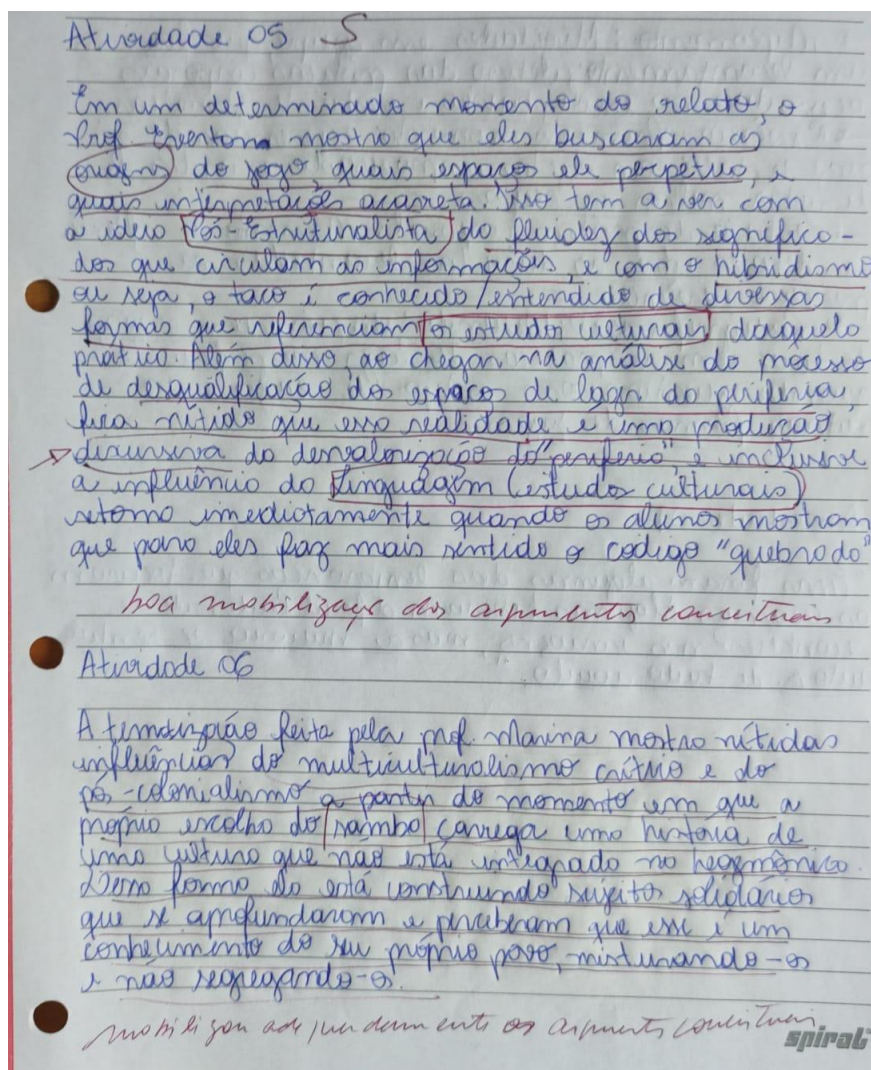 Atividade 05 S
Em um determinado momento do relato, o
Prof. Everton mostra que eles buscavam as
origens do jogo, quais espaços ele perpetuo, e
quais interpretações acarreta. Isso tem a ver com
a ideia Pós-Estruturalista da fluidez dos significa-
dos que circulam as informações, e com o hibridismo
ou seja, o taco é conhecido/entendido de diversas
formas que referenciam os estudos culturais daquela
prática. Além disso, ao chegar na análise do processo
de desqualificação dos espaços de lazer da periferia,
fica nítido que essa realidade é uma produção
discursiva da desvalorização da "periferia", e inclusive
a influência da linguagem (estudos culturais)
retorna imediatamente quando os alunos mostram
que para eles faz mais sentido o código "quebrada"
boa mobilização dos argumentos conceituais
Atividade 06
A tematização feita pela prof. Marina mostra nítidas
influências do multiculturalismo crítico e do
pós-colonialismo a partir do momento em que a
própria escolha do samba carrega uma história de
uma cultura que não está integrada no hegemônico.
Dessa forma ela está construindo sujeitos solidários
que se aprofundaram e perceberam que esse é um
conhecimento do seu próprio povo, misturando-os
e não segregando-os.
mobilizou adequadamente os argumentos conceituais
spiral